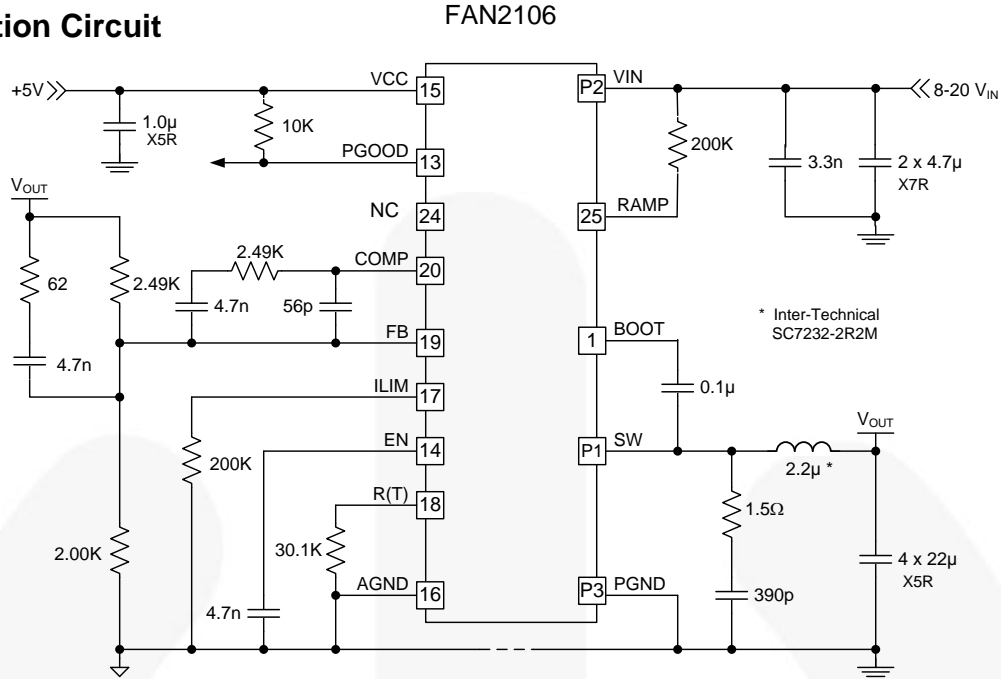 tion Circuit
FAN2106
+5V
VCC
15
P2
VIN
8-20 VIN
1.0µ
X5R
10K
200K
3.3n
2 x 4.7µ
X7R
PGOOD
13
VOUT
NC
24
25
RAMP
COMP
20
2.49K
62
2.49K
4.7n
56p
* Inter-Technical
SC7232-2R2M
FB
19
1
BOOT
4.7n
ILIM
17
0.1µ
VOUT
EN
14
P1
SW
200K
2.2µ *
R(T)
18
1.5Ω
2.00K
30.1K
4 x 22µ
X5R
AGND
16
P3
PGND
390p
4.7n